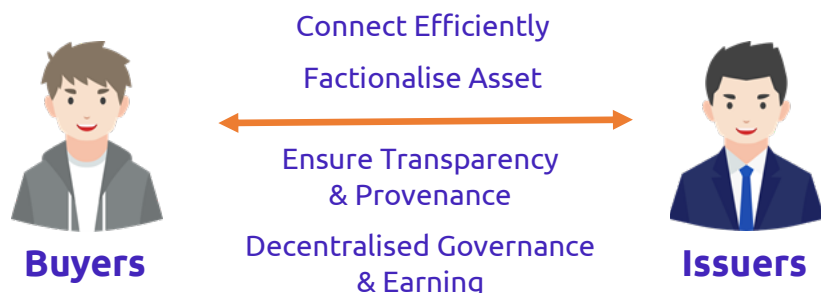 Connect Efficiently
Factionalise Asset
Ensure Transparency
& Provenance
Decentralised Governance
& Earning
Buyers
Issuers